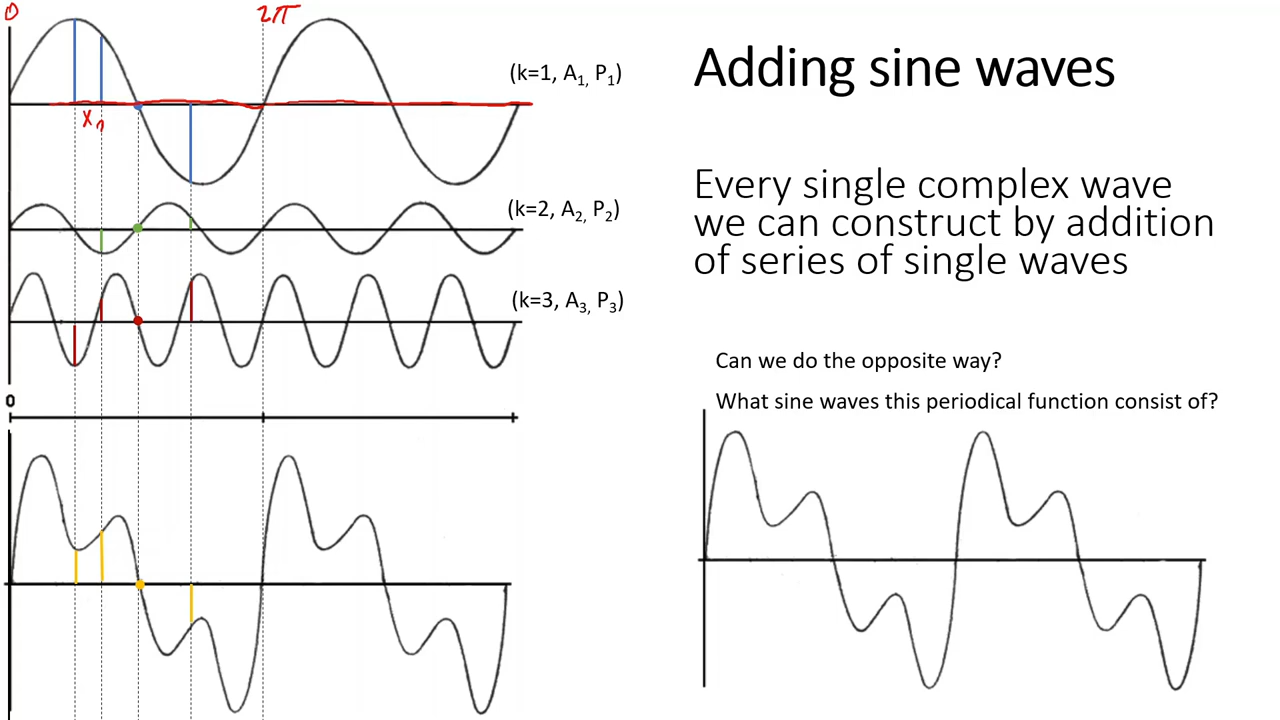 0
2π
(k=1, A1, P1)
xn
(k=2, A2, P2)
(k=3, A3, P3)
0
Adding sine waves
Every single complex wave
we can construct by addition
of series of single waves
Can we do the opposite way?
What sine waves this periodical function consist of?